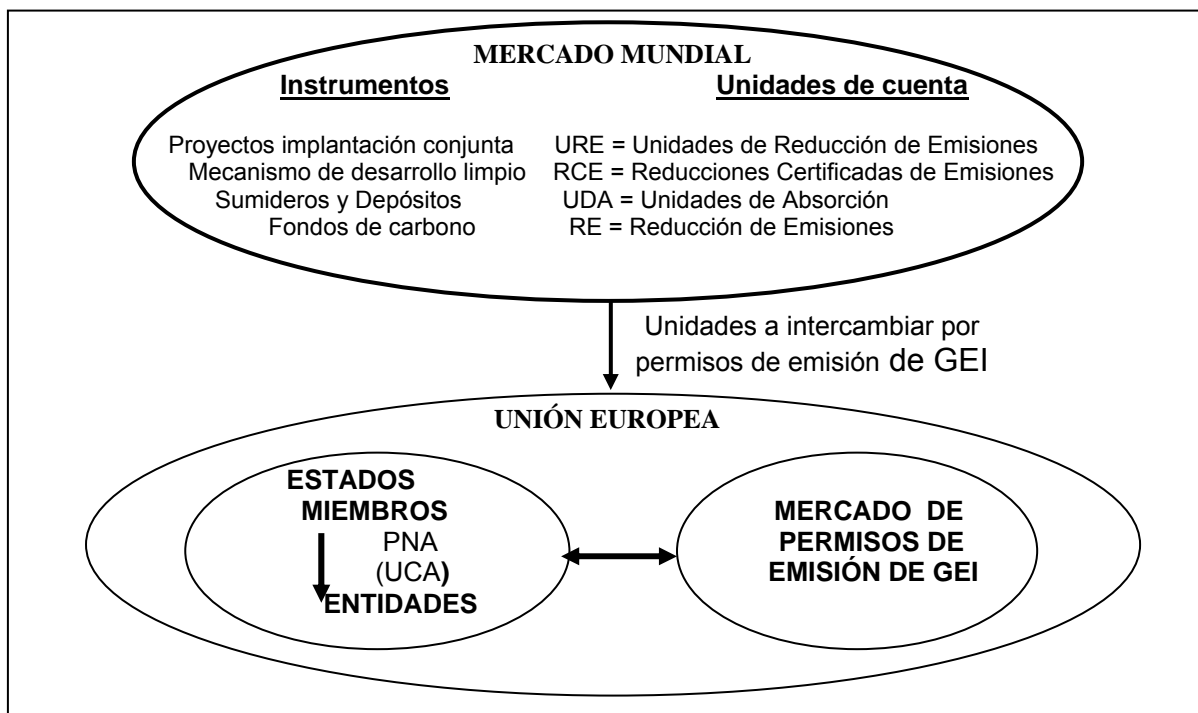 MERCADO MUNDIAL
Instrumentos
Unidades de cuenta
Proyectos implantación conjunta
URE = Unidades de Reducción de Emisiones
Mecanismo de desarrollo limpio
RCE = Reducciones Certificadas de Emisiones
Sumideros y Depósitos
UDA = Unidades de Absorción
Fondos de carbono
RE = Reducción de Emisiones
Unidades a intercambiar por
permisos de emisión de GEI
UNIÓN EUROPEA
ESTADOS
MIEMBROS
PNA
(UCA)
ENTIDADES
MERCADO DE
PERMISOS DE
EMISIÓN DE GEI